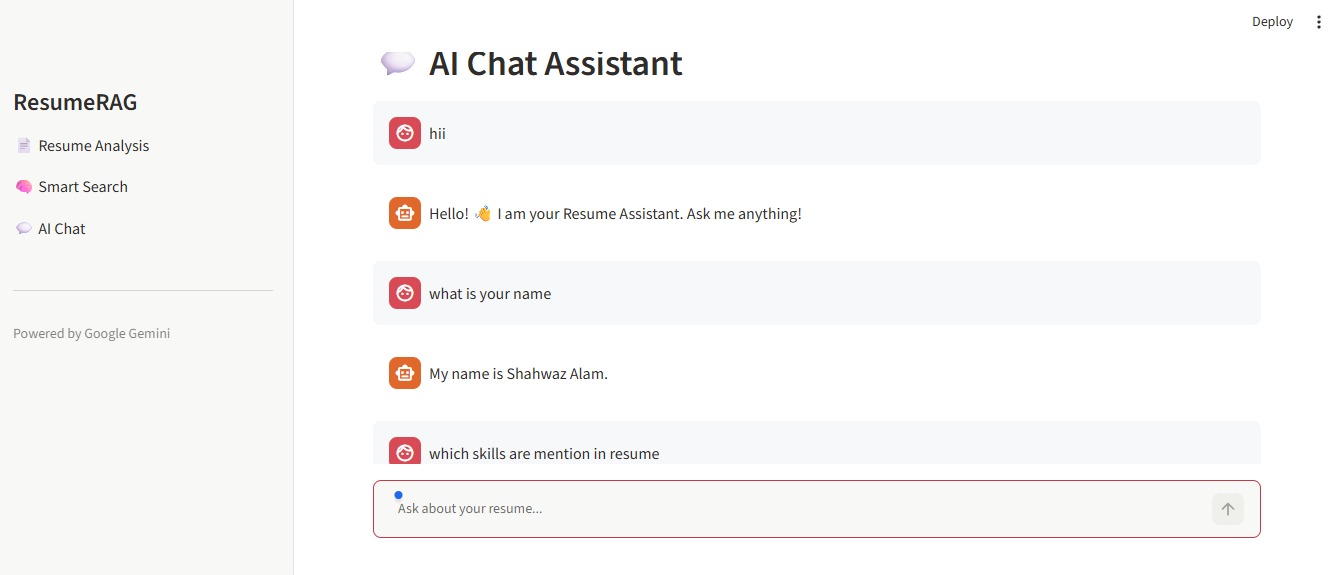 Deploy
ResumeRAG
Resume Analysis
Smart Search
AI Chat
Powered by Google Gemini
AI Chat Assistant
hii
Hello! 👋 I am your Resume Assistant. Ask me anything!
what is your name
My name is Shahwaz Alam.
which skills are mention in resume
Ask about your resume...